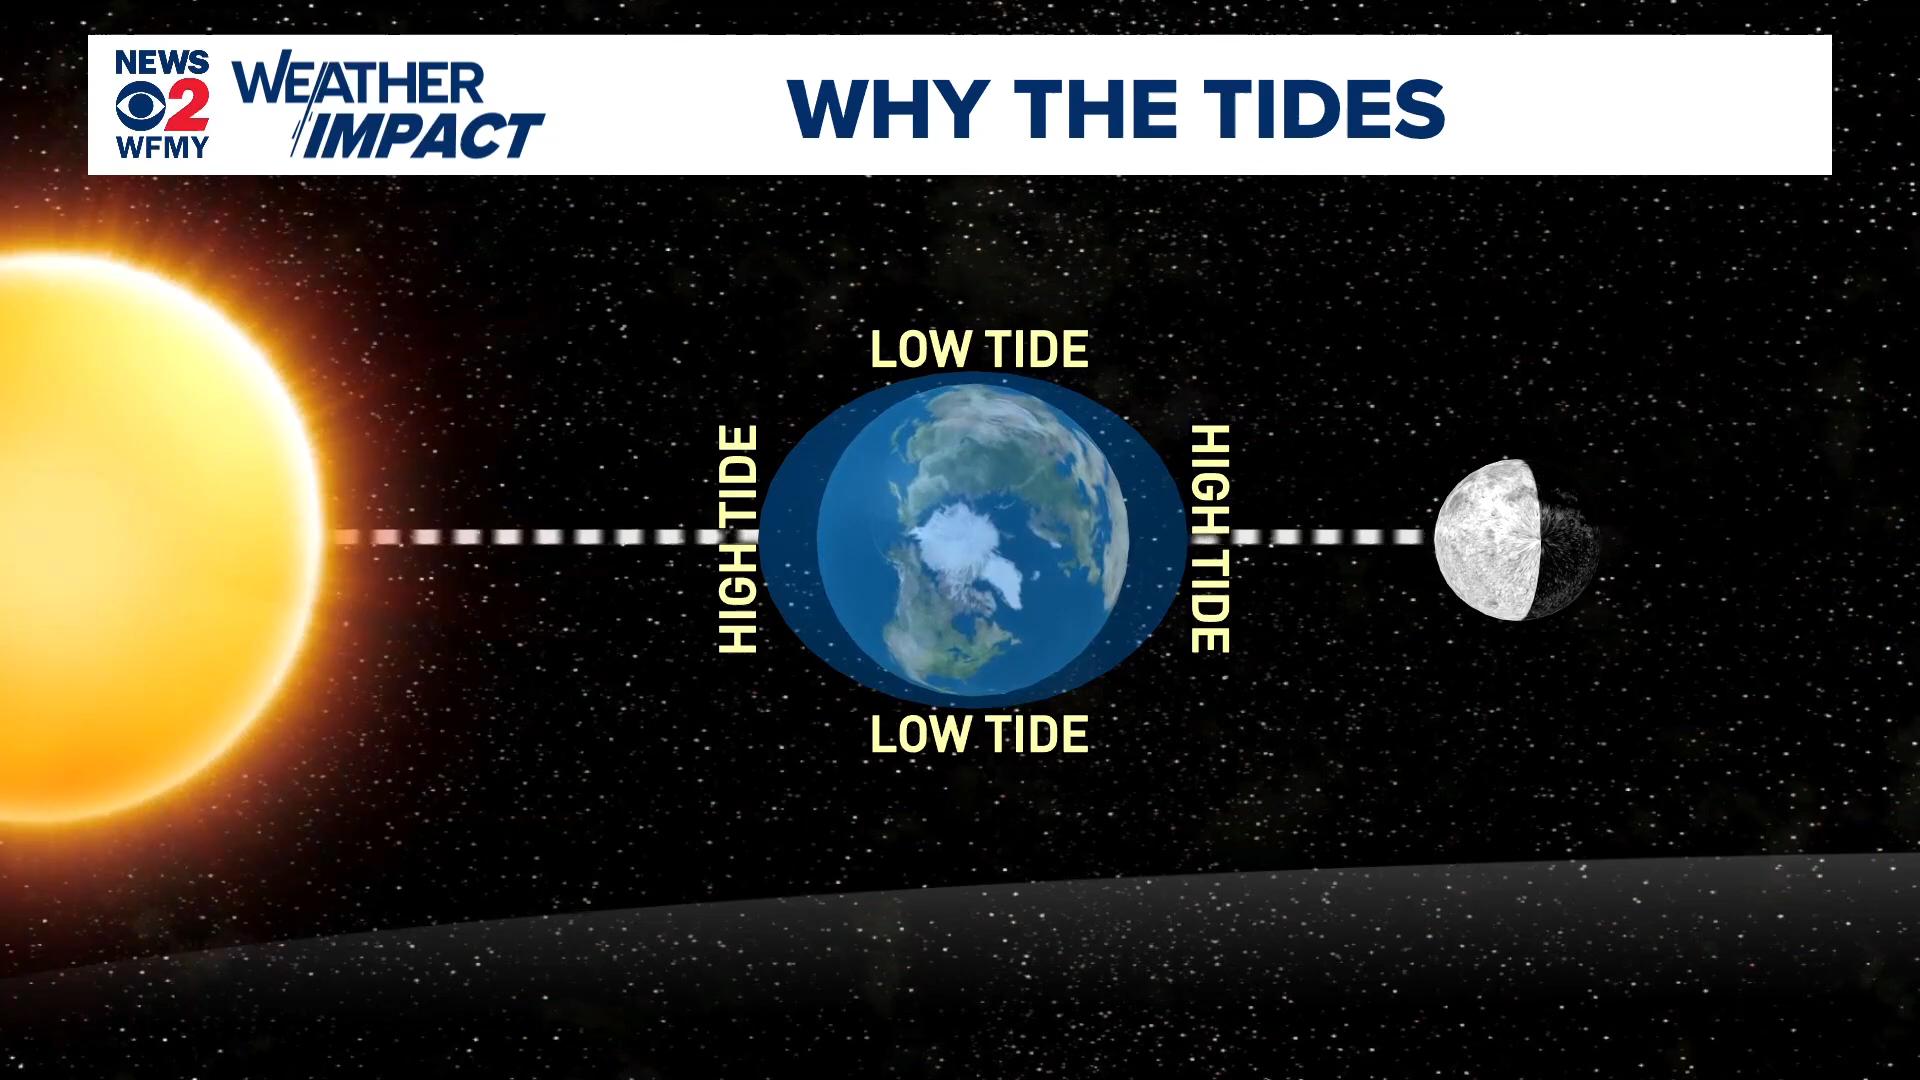 NEWS
2
WFMY
WEATHER
IMPACT
WHY THE TIDES
LOW TIDE
HIGH TIDE
HIGH TIDE
LOW TIDE